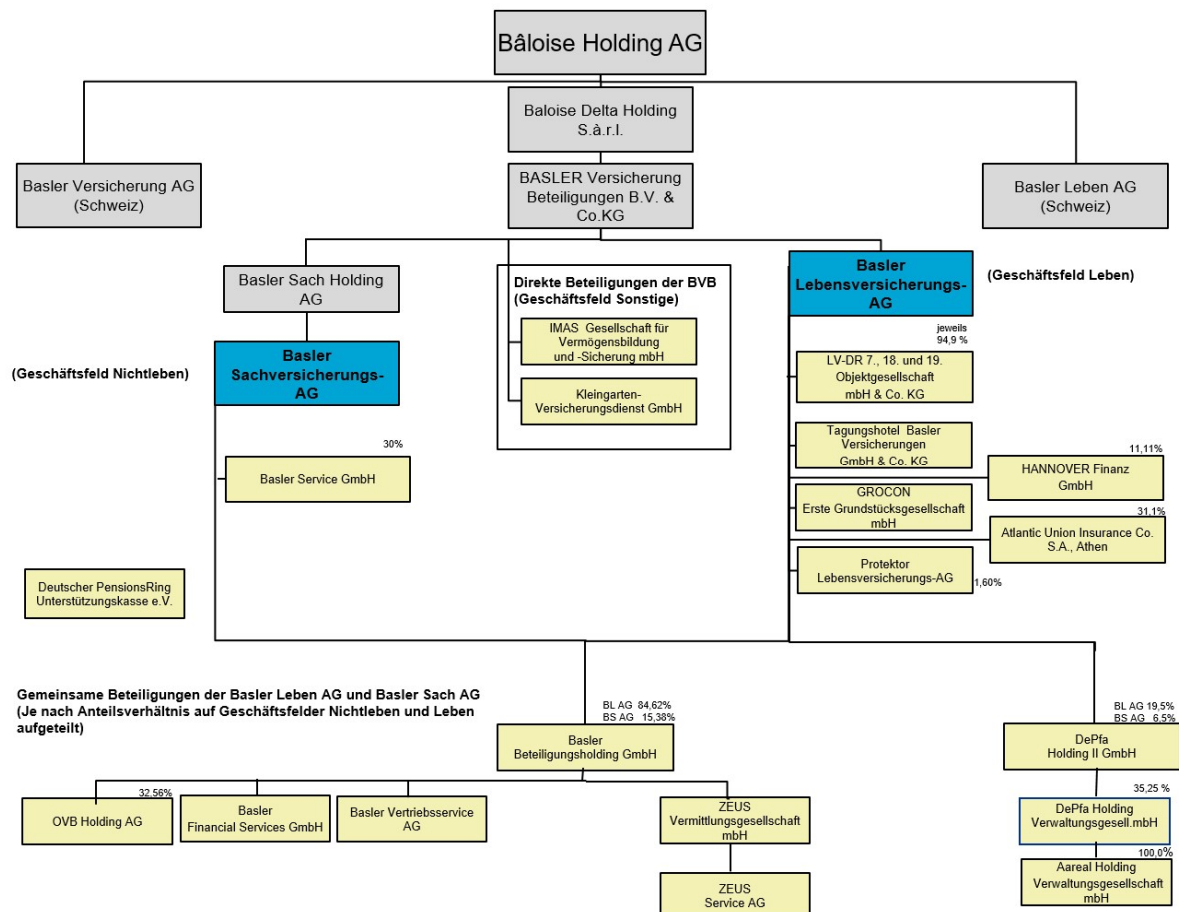 Bâloise Holding AG
Baloise Delta Holding
S.à.r.l.
Basler Versicherung AG
(Schweiz)
BASLER Versicherung
Beteiligungen B.V. &
Co.KG
Basler Leben AG
(Schweiz)
Basler Sach Holding
AG
Direkte Beteiligungen der BVB
(Geschäftsfeld Sonstige)
Basler
Lebensversicherungs-
AG
(Geschäftsfeld Leben)
IMAS Gesellschaft für
Vermögensbildung
und -Sicherung mbH
Kleingarten-
Versicherungsdienst GmbH
(Geschäftsfeld Nichtleben)
Basler
Sachversicherungs-
AG
jeweils
94,9 %
LV-DR 7., 18. und 19.
Objektgesellschaft
mbH & Co. KG
30%
Basler Service GmbH
Tagungshotel Basler
Versicherungen
GmbH & Co. KG
11,11%
HANNOVER Finanz
GmbH
GROCON
Erste Grundstücksgesellschaft
mbH
31,1%
Atlantic Union Insurance Co.
S.A., Athen
Protektor
Lebensversicherungs-AG
1,60%
Deutscher PensionsRing
Unterstützungskasse e.V.
Gemeinsame Beteiligungen der Basler Leben AG und Basler Sach AG
(Je nach Anteilsverhältnis auf Geschäftsfelder Nichtleben und Leben
aufgeteilt)
BL AG 84,62%
BS AG 15,38%
Basler
Beteiligungsholding GmbH
BL AG 19,5%
BS AG 6,5%
DePfa
Holding II GmbH
32.56%
OVB Holding AG
Basler
Financial Services GmbH
Basler Vertriebsservice
AG
ZEUS
Vermittlungsgesellschaft
mbH
35,25 %
DePfa Holding
Verwaltungsgesell.mbH
ZEUS
Service AG
100,0%
Aareal Holding
Verwaltungsgesellschaft
mbH